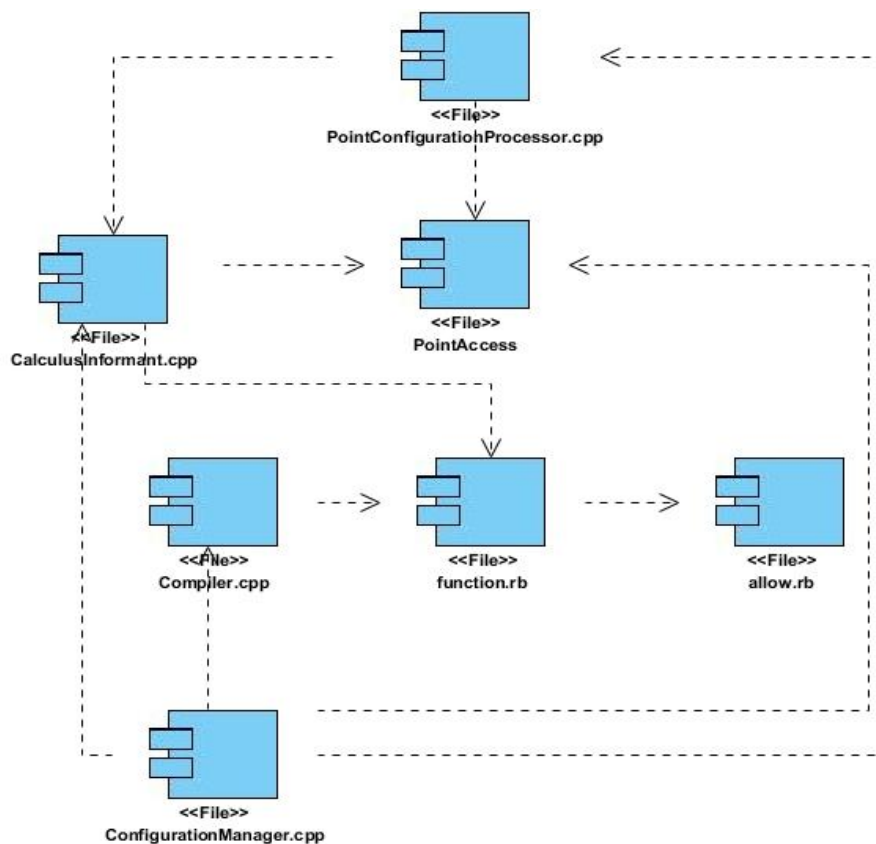 <<File>>
PointConfigurationProcessor.cpp
<<File>>
PointAccess
<<File>>
CalculusInformant.cpp
<<File>>
Compiler.cpp
<<File>>
function.rb
<<File>>
allow.rb
<<File>>
ConfigurationManager.cpp